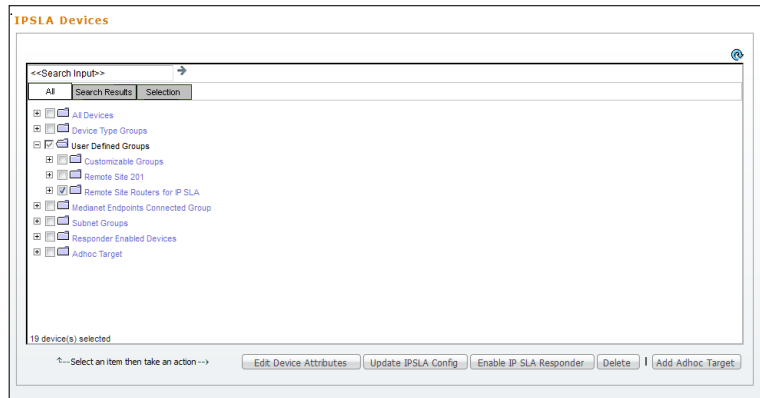 IPSLA Devices
<<Search Input>>
All Search Results Selection
All Devices
Device Type Groups
User Defined Groups
Customizable Groups
Remote Site 201
Remote Site Routers for IP SLA
Medianet Endpoints Connected Group
Subnet Groups
Responder Enabled Devices
Adhoc Target
19 device(s) selected
--Select an item then take an action --> Edit Device Attributes Update IPSLA Config Enable IP SLA Responder Delete | Add Adhoc Target